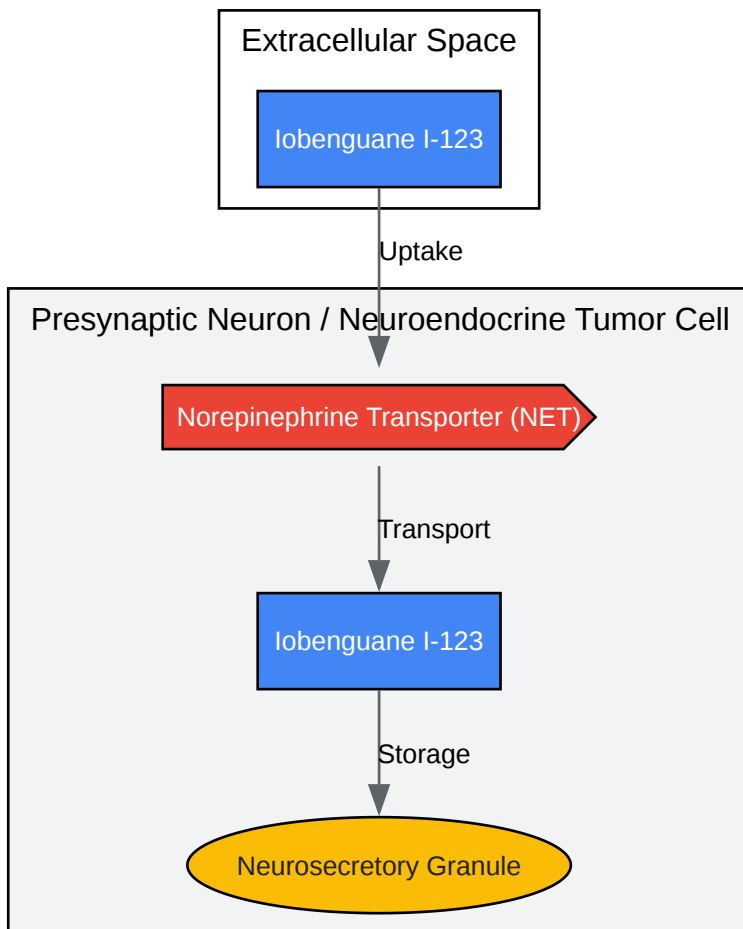 Extracellular Space
Iobenguane I-123
Uptake
Presynaptic Neuron / Neuroendocrine Tumor Cell
Norepinephrine Transporter (NET)
Transport
Iobenguane I-123
Storage
Neurosecretory Granule